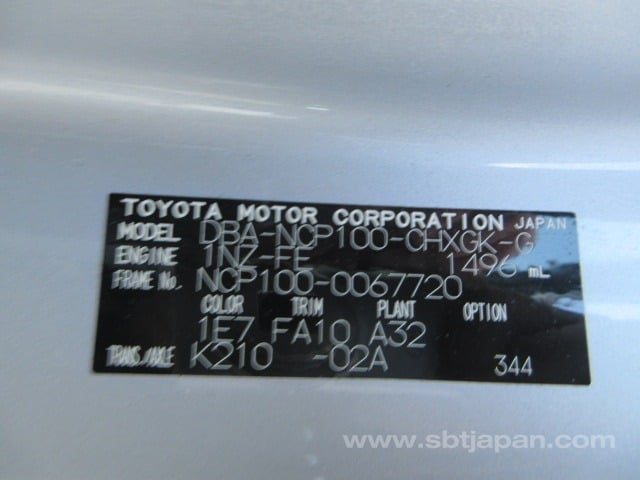 TOYOTA MOTOR CORPORATION JAPAN
MODEL DBA-NCP100-CHXGK-G
ENGINE 1NZ-FE 1496 mL
FRAME No. NCP100-0067720
COLOR TRIM PLANT OPTION
1E7 FA10 A32
TRANS./AXLE K210 -02A 344
www.sbtjapan.com